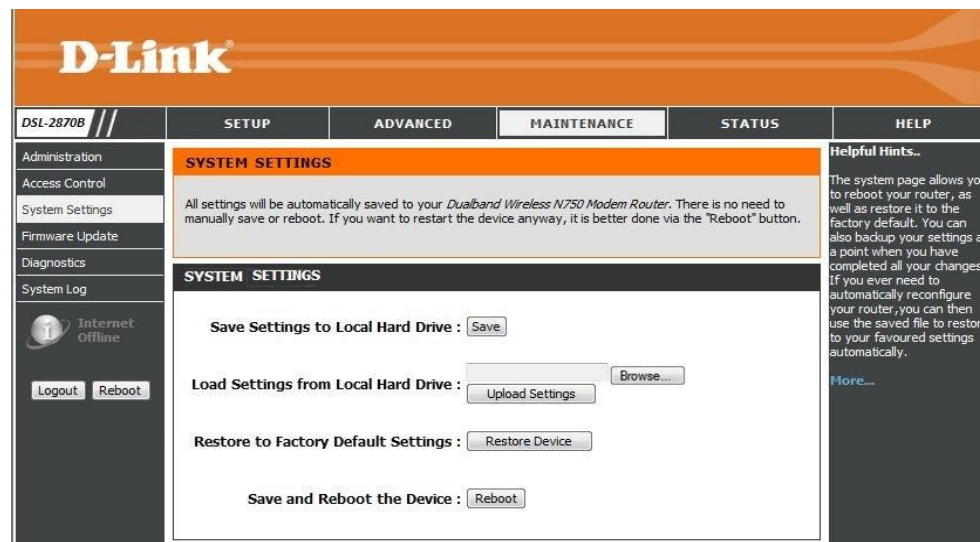 D-Link®
DSL-2870B
SETUP
ADVANCED
MAINTENANCE
STATUS
HELP
Administration
Access Control
System Settings
Firmware Update
Diagnostics
System Log
Internet
Offline
Logout
Reboot
SYSTEM SETTINGS
All settings will be automatically saved to your Dualband Wireless N750 Modem Router. There is no need to
manually save or reboot. If you want to restart the device anyway, it is better done via the "Reboot" button.
SYSTEM SETTINGS
Save Settings to Local Hard Drive : Save
Load Settings from Local Hard Drive : Browse...
Upload Settings
Restore to Factory Default Settings : Restore Device
Save and Reboot the Device : Reboot
Helpful Hints..
The system page allows yo
to reboot your router, as
well as restore it to the
factory default. You can
also backup your settings a
a point when you have
completed all your changes
If you ever need to
automatically reconfigure
your router,you can then
use the saved file to restor
to your favoured settings
automatically.
More...